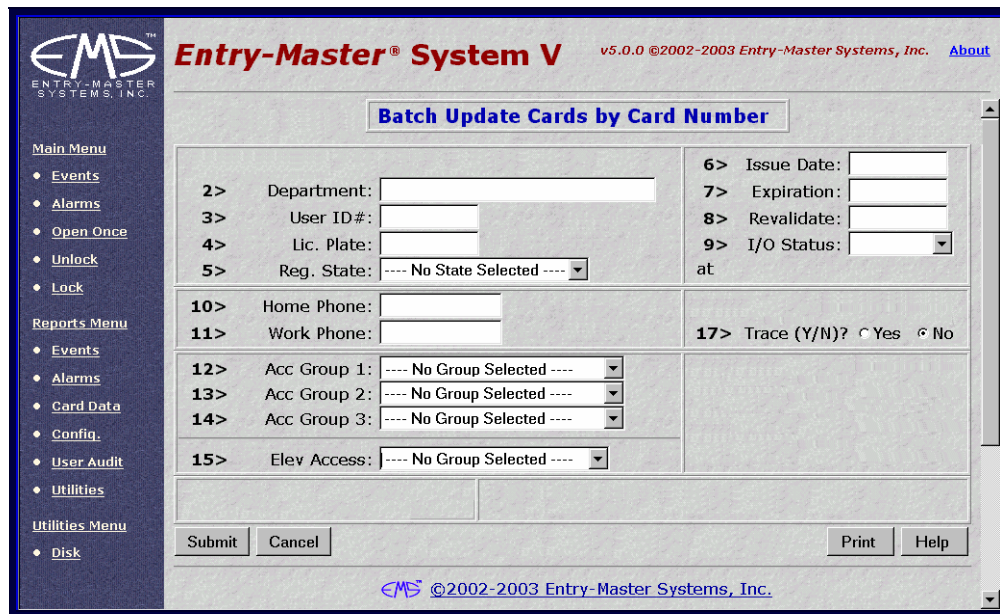 EMS™
ENTRY-MASTER
SYSTEMS, INC.
Entry-Master® System V
v5.0.0 ©2002-2003 Entry-Master Systems, Inc. About
Batch Update Cards by Card Number
Main Menu
Events
Alarms
Open Once
Unlock
Lock
Reports Menu
Events
Alarms
Card Data
Config.
User Audit
Utilities
Utilities Menu
Disk
2> Department:
3> User ID#:
4> Lic. Plate:
5> Reg. State: ---- No State Selected ----
6> Issue Date:
7> Expiration:
8> Revalidate:
9> I/O Status:
at
10> Home Phone:
11> Work Phone:
17> Trace (Y/N)? Yes No
12> Acc Group 1: ---- No Group Selected ----
13> Acc Group 2: ---- No Group Selected ----
14> Acc Group 3: ---- No Group Selected ----
15> Elev Access: ---- No Group Selected ----
Submit Cancel Print Help
EMS™ ©2002-2003 Entry-Master Systems, Inc.